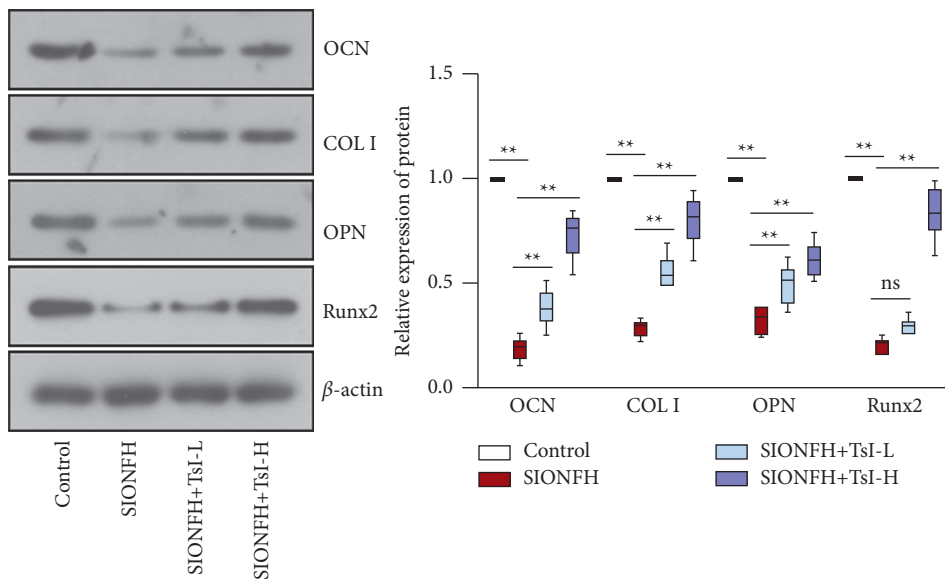 OCN
COL I
OPN
Runx2
β-actin
Control
SIONFH
SIONFH+TsI-L
SIONFH+TsI-H
Relative expression of protein
1.5
1.0
0.5
0.0
**
**
**
**
**
**
**
**
**
**
**
ns
OCN
COL I
OPN
Runx2
Control
SIONFH
SIONFH+TsI-L
SIONFH+TsI-H